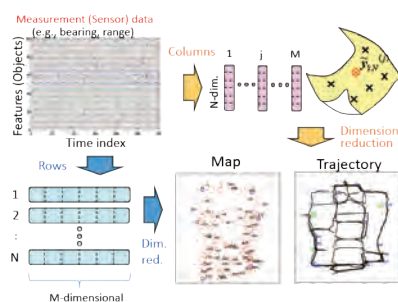 Measurement (Sensor) data
(e.g., bearing, range)
Features (Objects)
Time index
Columns
1 j M
N-dim.
Dimension
reduction
Rows
1
2
:
N
M-dimensional
Dim.
red.
Map
Trajectory